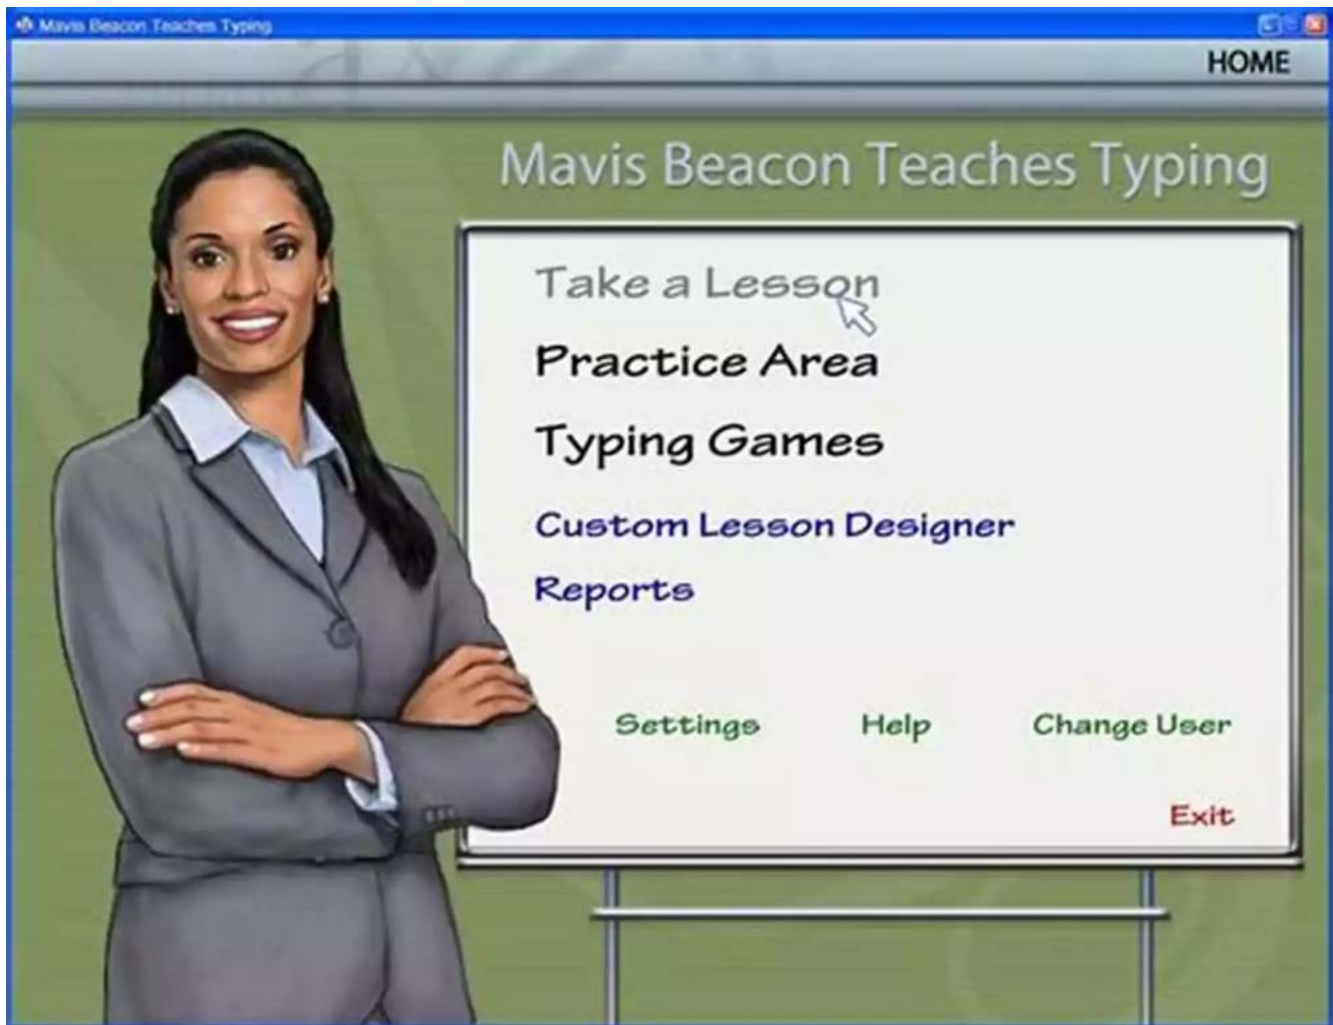 Mavis Beacon Teaches Typing
HOME
Mavis Beacon Teaches Typing
Take a Lesson
Practice Area
Typing Games
Custom Lesson Designer
Reports
Settings Help Change User
Exit